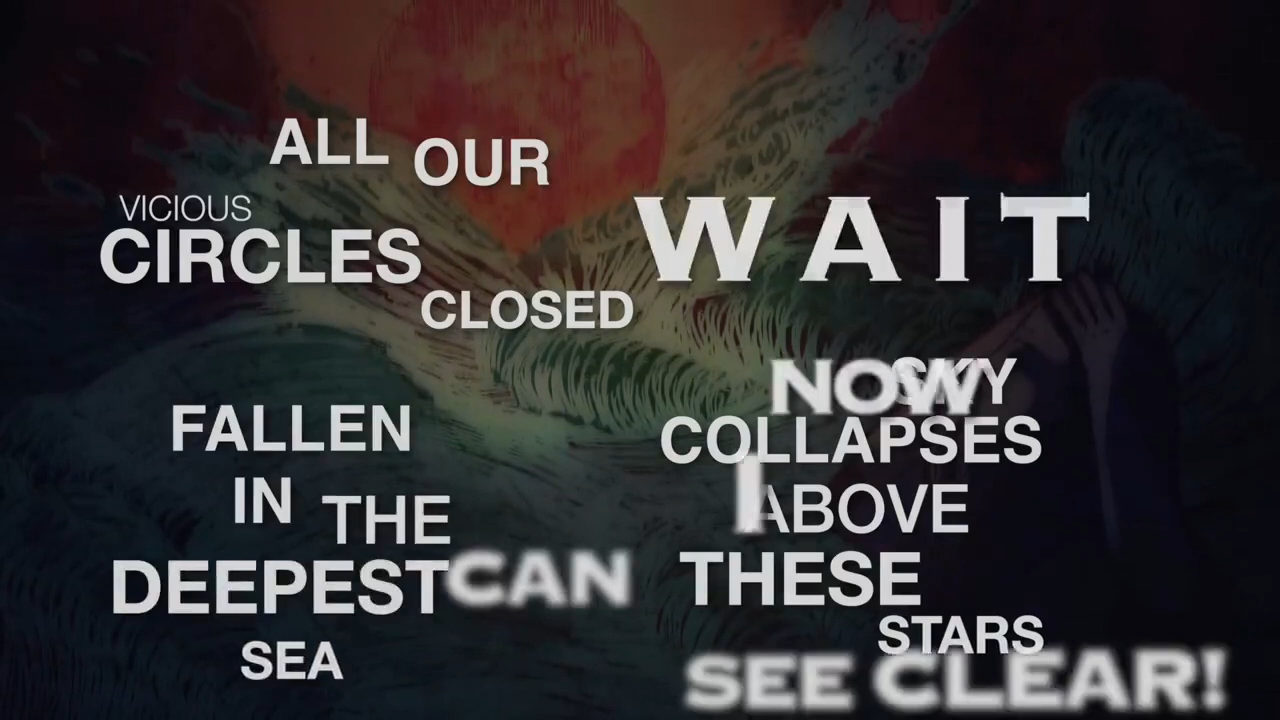 ALL OUR
VICIOUS
CIRCLES
CLOSED
FALLEN
IN THE
DEEPEST
SEA
WAIT
SKY
COLLAPSES
ABOVE
THESE
STARS
NOW
I
CAN
SEE CLEAR!